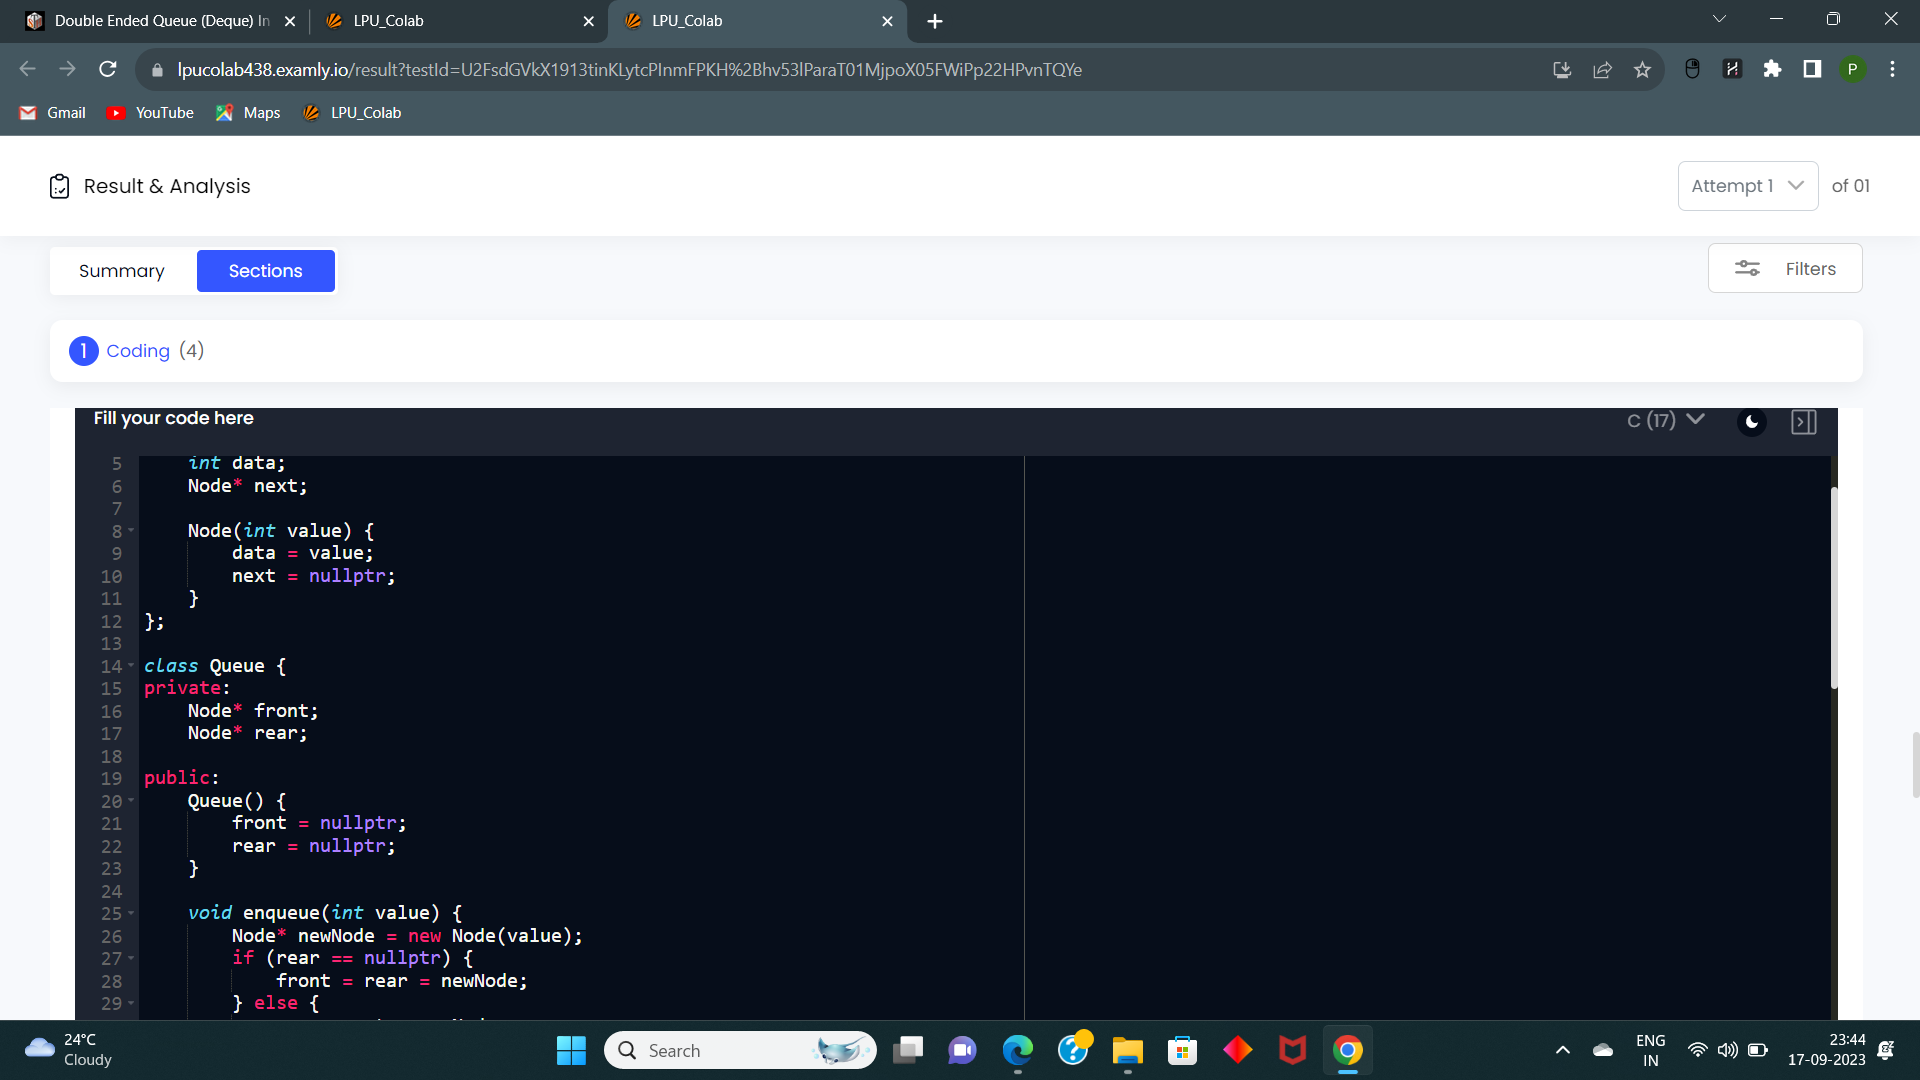 Double Ended Queue (Deque) In
LPU_Colab
LPU_Colab
lpucolab438.examly.io/result?testId=U2FsdGVkX1913tinKLytcPInmFPKH%2Bhv53lParaT01MjpoX05FWiPp22HPvnTQYe
P
Gmail
YouTube
Maps
LPU_Colab
Result & Analysis
Attempt 1
of 01
Summary
Sections
Filters
1 Coding (4)
Fill your code here
C (17)
5 int data;
6 Node* next;
7
8 Node(int value) {
9 data = value;
10 next = nullptr;
11 }
12 };
13
14 class Queue {
15 private:
16 Node* front;
17 Node* rear;
18
19 public:
20 Queue() {
21 front = nullptr;
22 rear = nullptr;
23 }
24
25 void enqueue(int value) {
26 Node* newNode = new Node(value);
27 if (rear == nullptr) {
28 front = rear = newNode;
29 } else {
24°C
Cloudy
Search
ENG
IN
23:44
17-09-2023